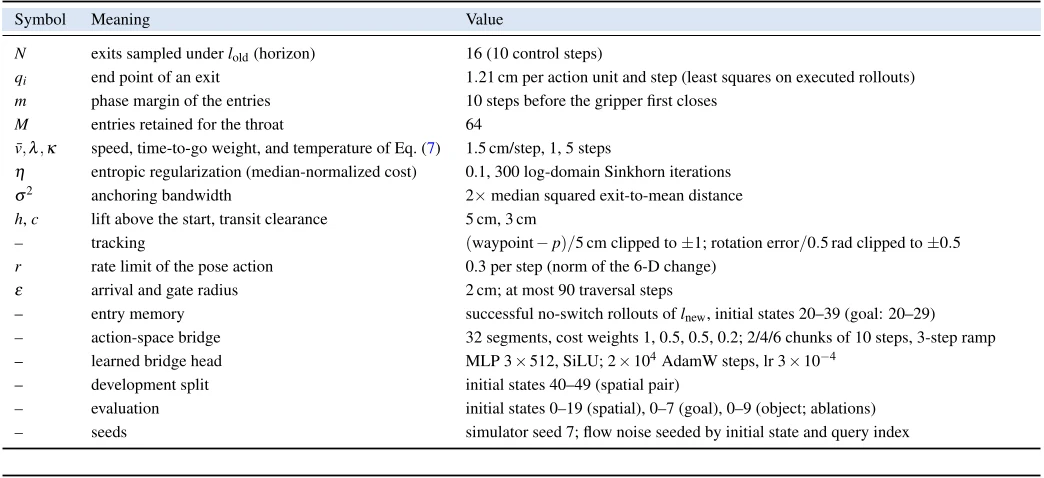 Symbol Meaning Value
N exits sampled under l_old (horizon) 16 (10 control steps)
q_i end point of an exit 1.21 cm per action unit and step (least squares on executed rollouts)
m phase margin of the entries 10 steps before the gripper first closes
M entries retained for the throat 64
v̄, λ, κ speed, time-to-go weight, and temperature of Eq. (7) 1.5 cm/step, 1, 5 steps
η entropic regularization (median-normalized cost) 0.1, 300 log-domain Sinkhorn iterations
σ² anchoring bandwidth 2× median squared exit-to-mean distance
h, c lift above the start, transit clearance 5 cm, 3 cm
– tracking (waypoint − p)/5 cm clipped to ±1; rotation error/0.5 rad clipped to ±0.5
r rate limit of the pose action 0.3 per step (norm of the 6-D change)
ε arrival and gate radius 2 cm; at most 90 traversal steps
– entry memory successful no-switch rollouts of l_new, initial states 20–39 (goal: 20–29)
– action-space bridge 32 segments, cost weights 1, 0.5, 0.5, 0.2; 2/4/6 chunks of 10 steps, 3-step ramp
– learned bridge head MLP 3 × 512, SiLU; 2 × 10⁴ AdamW steps, lr 3 × 10⁻⁴
– development split initial states 40–49 (spatial pair)
– evaluation initial states 0–19 (spatial), 0–7 (goal), 0–9 (object; ablations)
– seeds simulator seed 7; flow noise seeded by initial state and query index